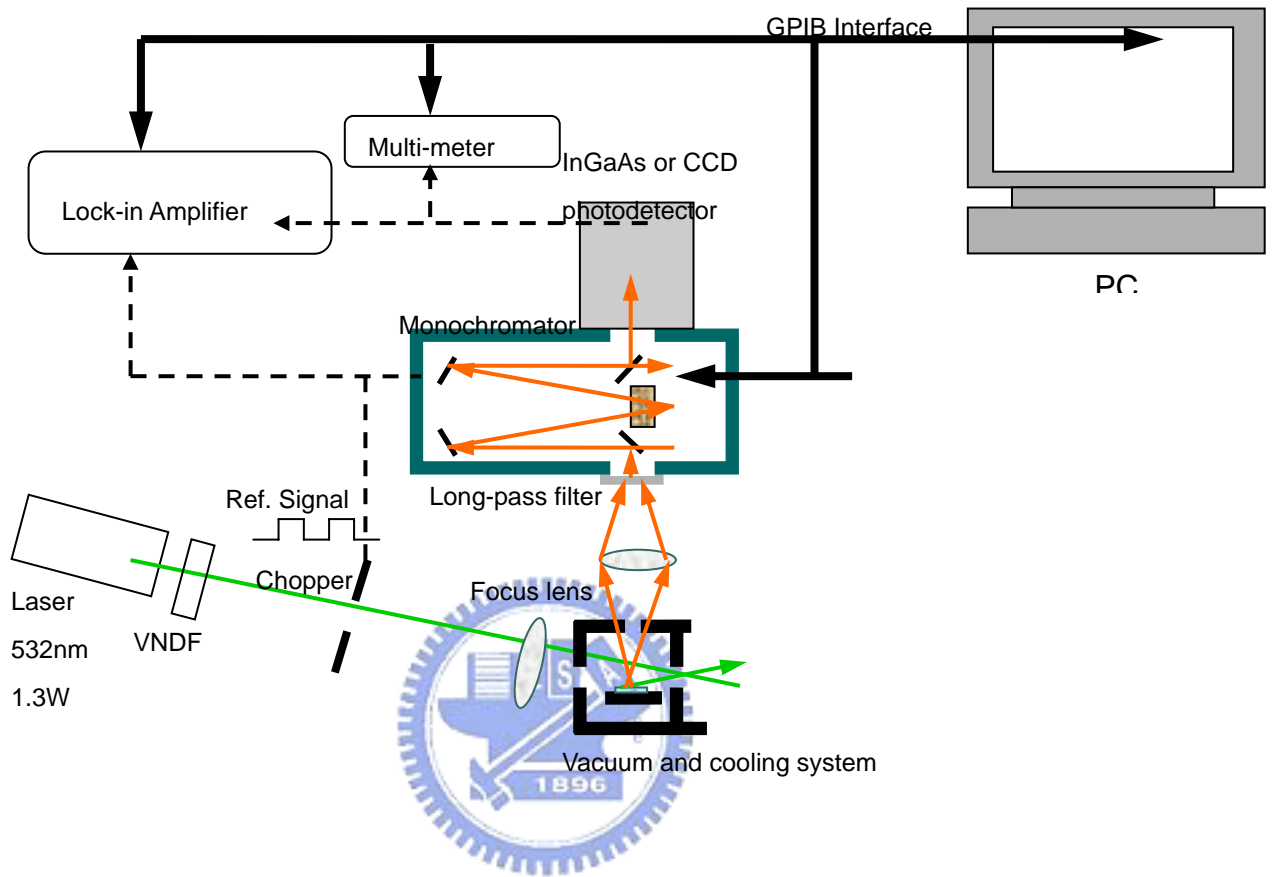 GPIB Interface
Multi-meter
InGaAs or CCD
photodetector
Lock-in Amplifier
PC
Monochromator
Long-pass filter
Ref. Signal
Chopper
Focus lens
Laser
532nm
1.3W
VNDF
Vacuum and cooling system
ESA
1896